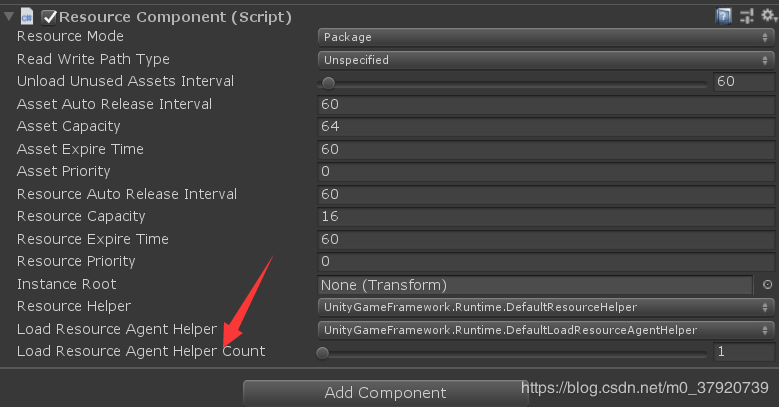 Resource Component (Script)
Resource Mode Package
Read Write Path Type Unspecified
Unload Unused Assets Interval 60
Asset Auto Release Interval 60
Asset Capacity 64
Asset Expire Time 60
Asset Priority 0
Resource Auto Release Interval 60
Resource Capacity 16
Resource Expire Time 60
Resource Priority 0
Instance Root None (Transform)
Resource Helper UnityGameFramework.Runtime.DefaultResourceHelper
Load Resource Agent Helper UnityGameFramework.Runtime.DefaultLoadResourceAgentHelper
Load Resource Agent Helper Count 1
Add Component
https://blog.csdn.net/m0_37920739